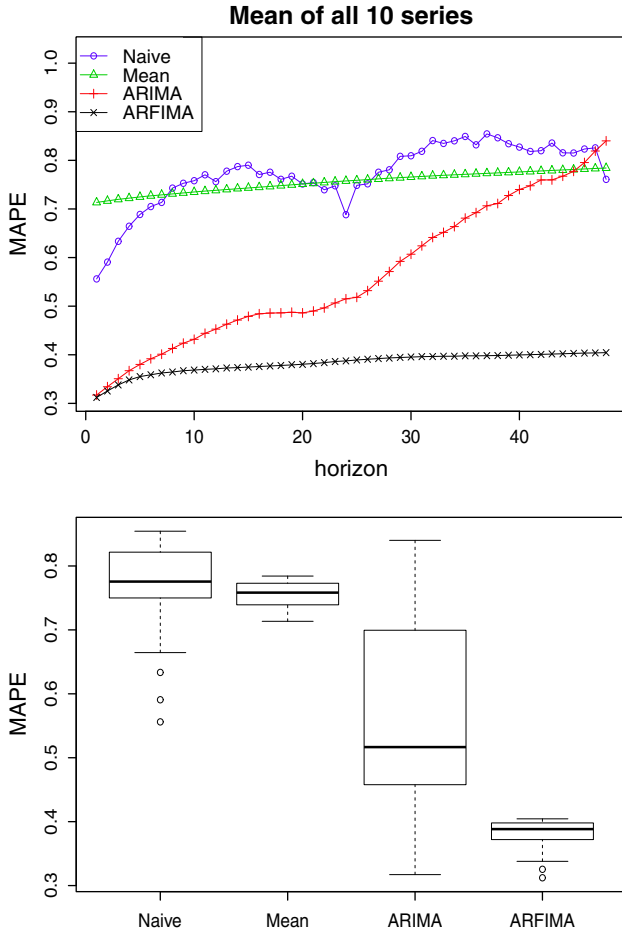 Mean of all 10 series
MAPE
1.0
0.9
0.8
0.7
0.6
0.5
0.4
0.3
Naive
Mean
ARIMA
ARFIMA
0 10 20 30 40
horizon
MAPE
0.8
0.7
0.6
0.5
0.4
0.3
Naive Mean ARIMA ARFIMA